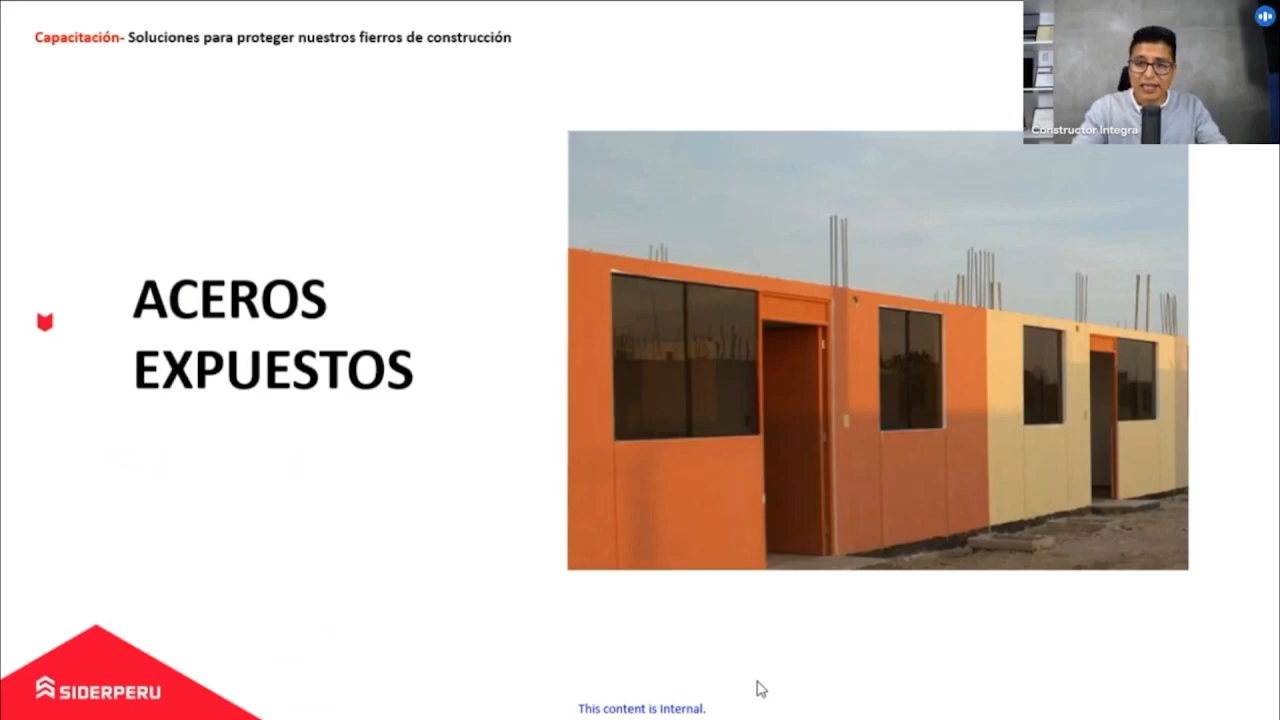 Capacitación- Soluciones para proteger nuestros fierros de construcción
Constructor Integra
ACEROS
EXPUESTOS
SIDERPERU
This content is Internal.